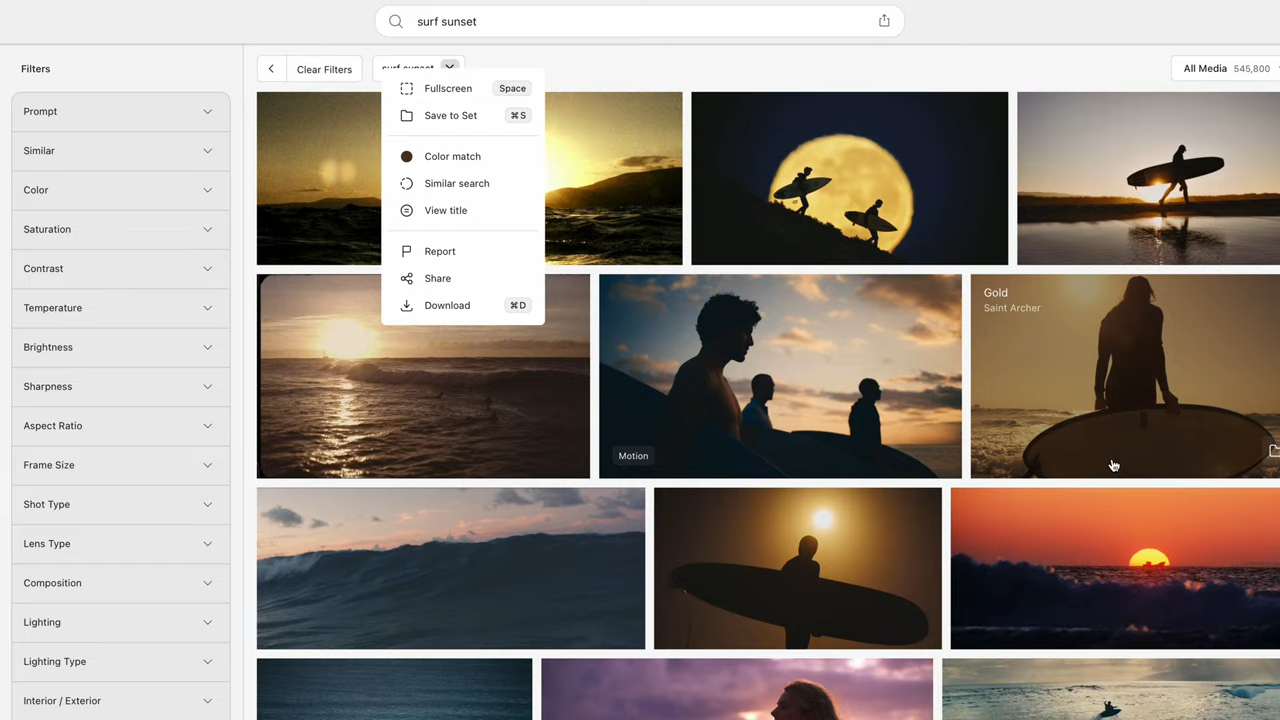 surf sunset
Filters
Clear Filters
surf sunset
All Media 545,800
Prompt
Similar
Color
Saturation
Contrast
Temperature
Brightness
Sharpness
Aspect Ratio
Frame Size
Shot Type
Lens Type
Composition
Lighting
Lighting Type
Interior / Exterior
Fullscreen Space
Save to Set ⌘S
Color match
Similar search
View title
Report
Share
Download ⌘D
Gold
Saint Archer
Motion